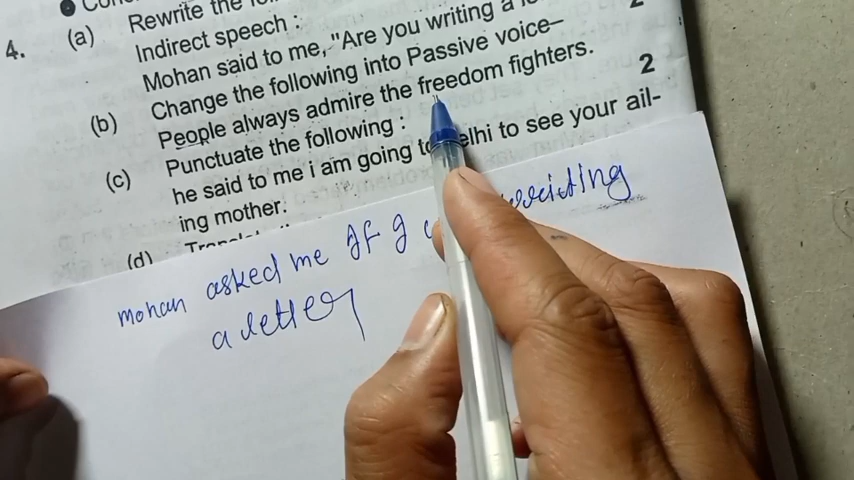 4. (a) Rewrite the
Indirect speech :
Mohan said to me, "Are you writing a
(b) Change the following into Passive voice– 2
People always admire the freedom fighters.
(c) Punctuate the following : 2
he said to me i am going to elhi to see your ail-
ing mother.
(d)
mohan asked me If I writing
a letter